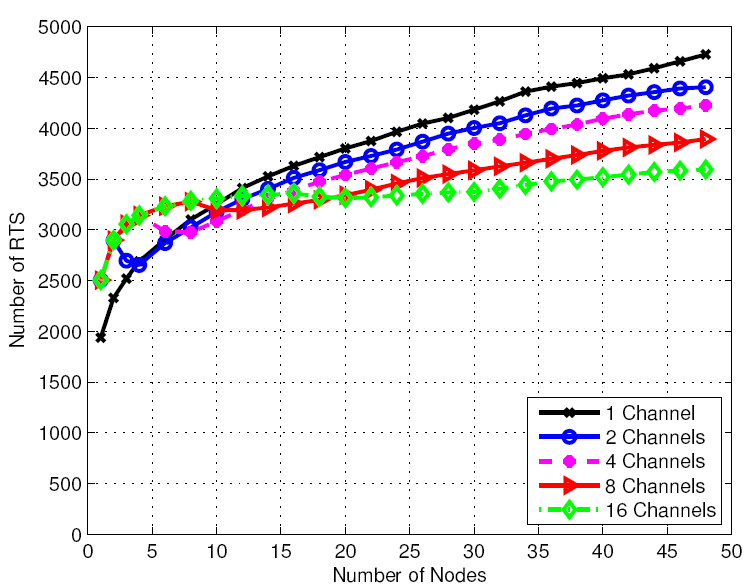 5000
4500
4000
3500
3000
2500
2000
1500
1000
500
0
Number of RTS
1 Channel
2 Channels
4 Channels
8 Channels
16 Channels
0 5 10 15 20 25 30 35 40 45 50
Number of Nodes